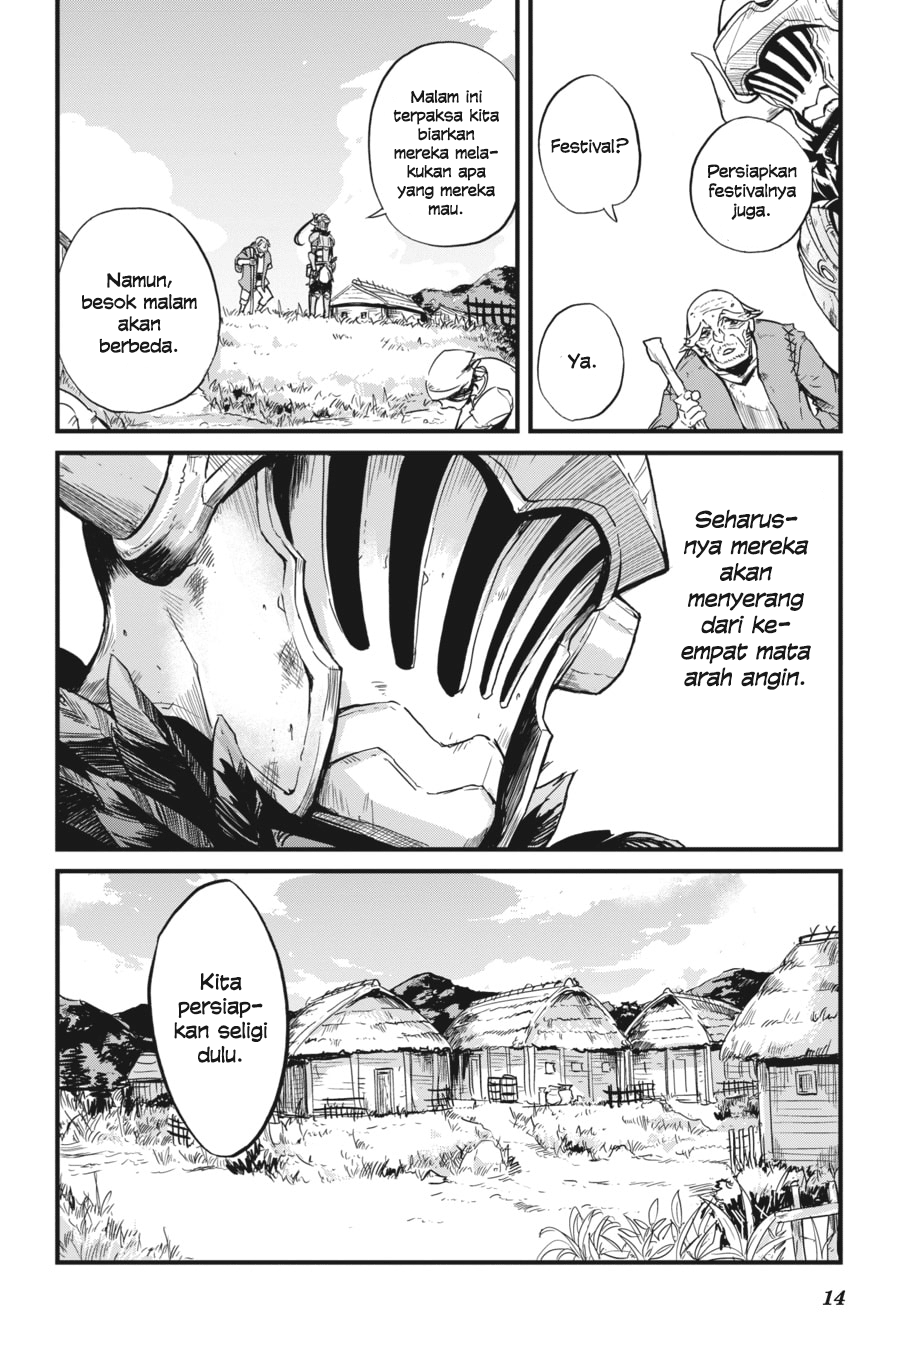 Persiapkan
festivalnya
juga.
Festival?
Ya.
Malam ini
terpaksa kita
biarkan
mereka mela-
kukan apa
yang mereka
mau.
Namun,
besok malam
akan
berbeda.
Seharus-
nya mereka
akan
menyerang
dari ke-
empat mata
arah angin.
Kita
persiap-
kan seligi
dulu.
14